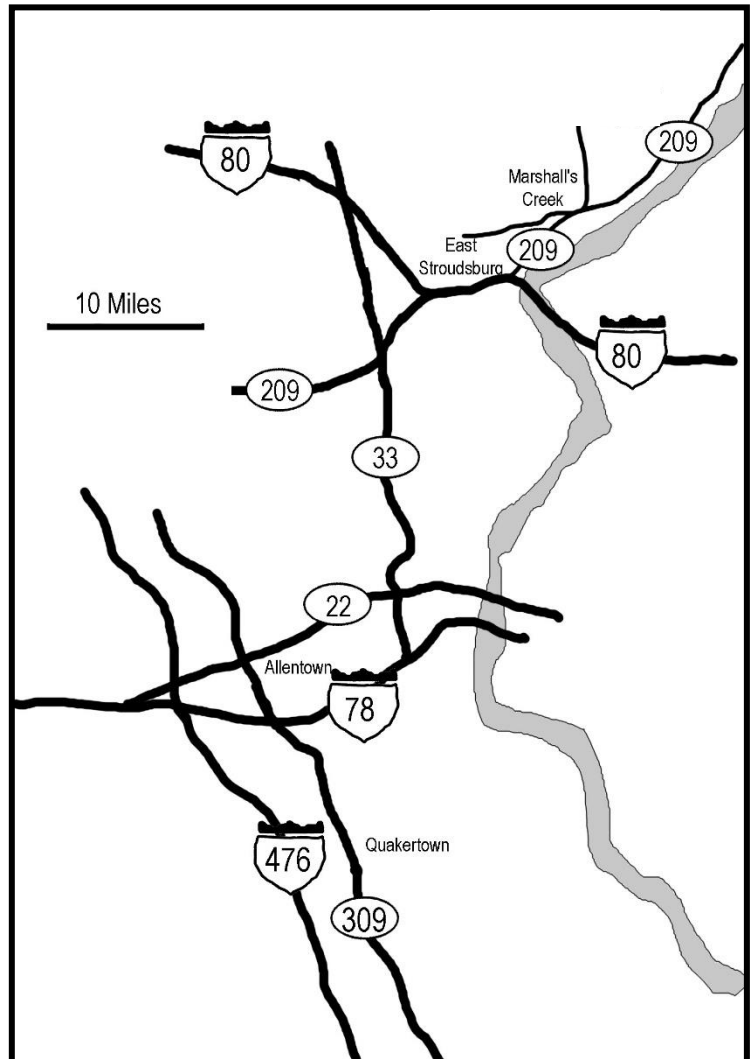 80
209
Marshall's
Creek
East
Stroudsburg
209
10 Miles
80
209
33
22
Allentown
78
Quakertown
476
309